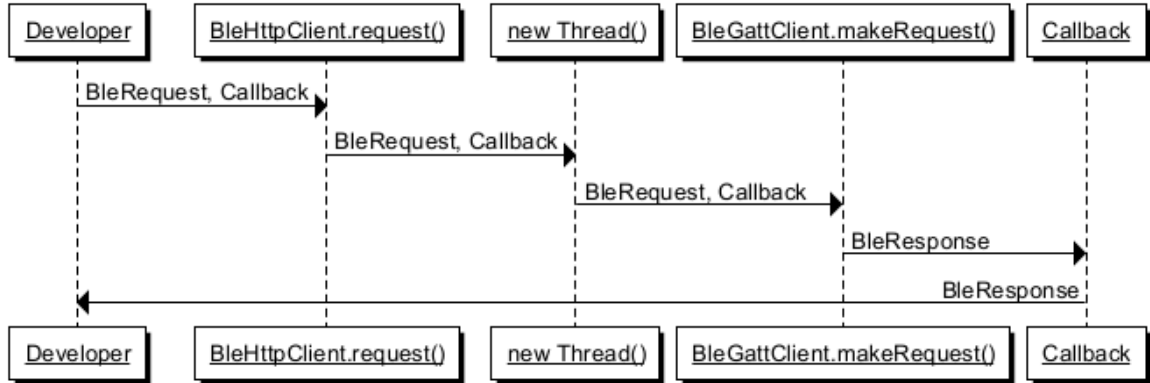 Developer
BleHttpClient.request()
new Thread()
BleGattClient.makeRequest()
Callback
BleRequest, Callback
BleRequest, Callback
BleRequest, Callback
BleResponse
BleResponse
Developer
BleHttpClient.request()
new Thread()
BleGattClient.makeRequest()
Callback